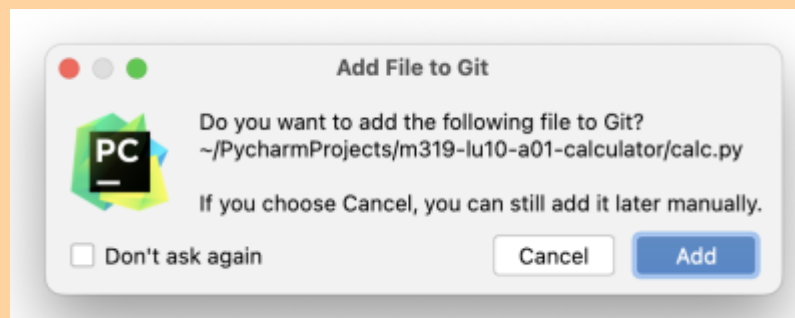 Add File to Git
PC
Do you want to add the following file to Git?
~/PycharmProjects/m319-lu10-a01-calculator/calc.py
If you choose Cancel, you can still add it later manually.
Don't ask again
Cancel
Add